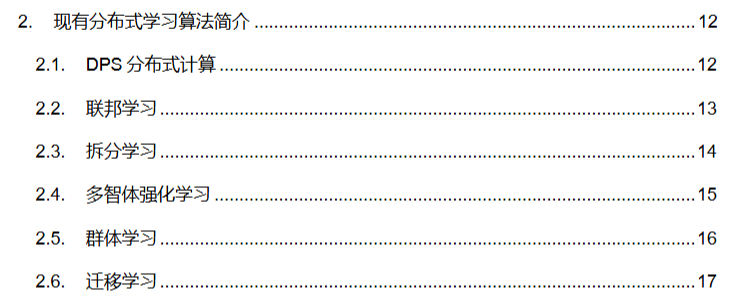 2. 现有分布式学习算法简介 ........................................ 12
2.1. DPS 分布式计算 ........................................ 12
2.2. 联邦学习 ........................................ 13
2.3. 拆分学习 ........................................ 14
2.4. 多智体强化学习 ........................................ 15
2.5. 群体学习 ........................................ 16
2.6. 迁移学习 ........................................ 17